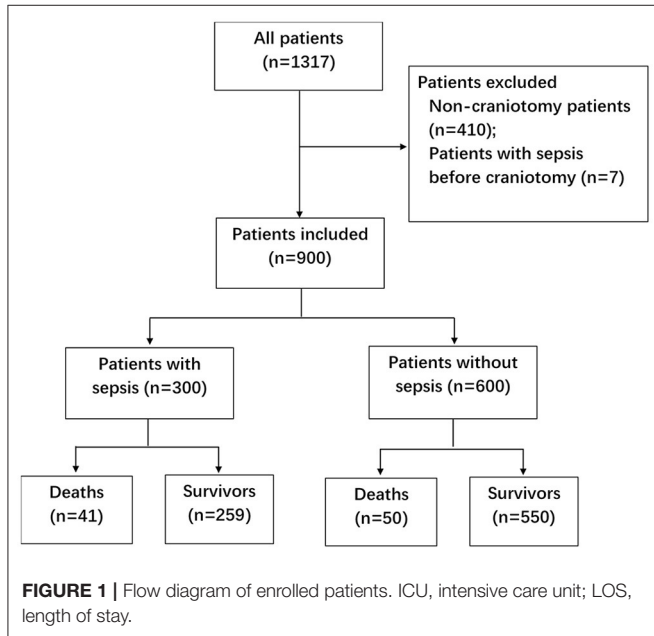 All patients
(n=1317)
Patients excluded
Non-craniotomy patients
(n=410);
Patients with sepsis
before craniotomy (n=7)
Patients included
(n=900)
Patients with
sepsis (n=300)
Patients without
sepsis (n=600)
Deaths
(n=41)
Survivors
(n=259)
Deaths
(n=50)
Survivors
(n=550)
FIGURE 1 | Flow diagram of enrolled patients. ICU, intensive care unit; LOS,
length of stay.